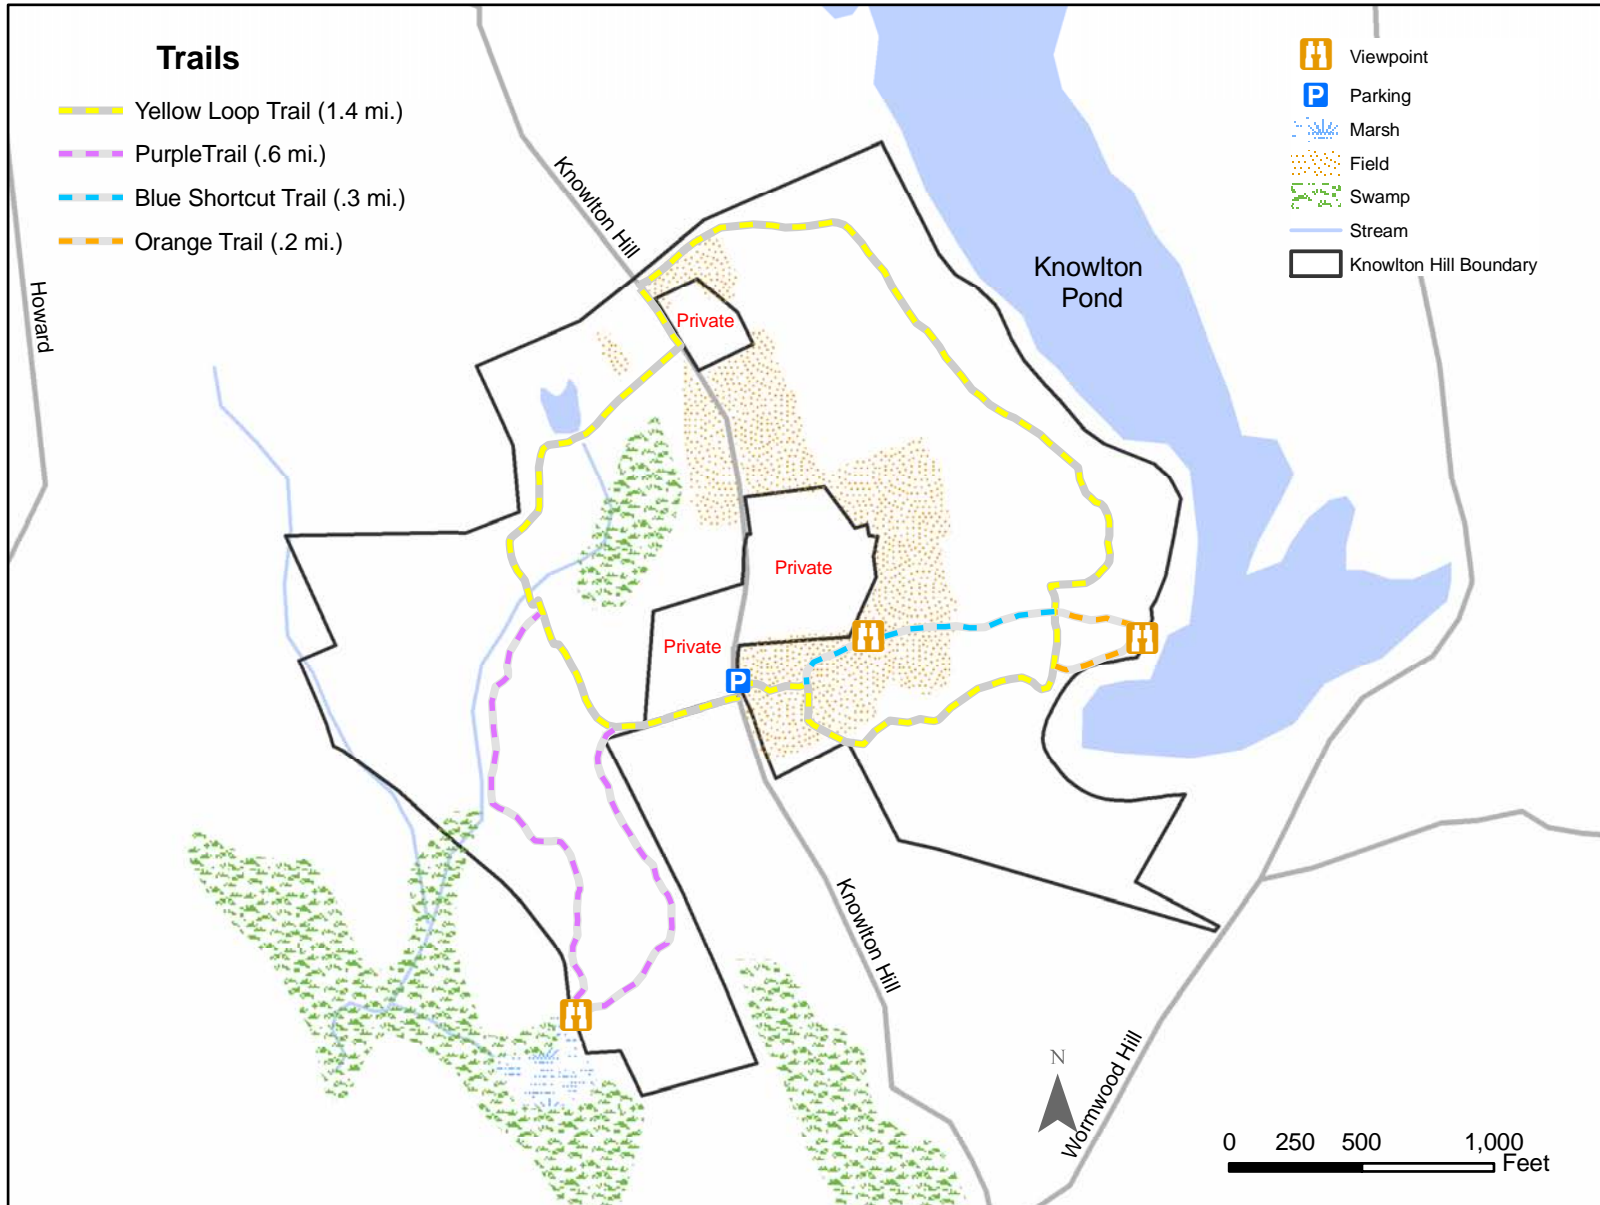 Trails
Yellow Loop Trail (1.4 mi.)
PurpleTrail (.6 mi.)
Blue Shortcut Trail (.3 mi.)
Orange Trail (.2 mi.)
Viewpoint
P Parking
Marsh
Field
Swamp
Stream
Knowlton Hill Boundary
Knowlton Hill
Howard
Knowlton
Pond
Private
Private
Private
P
Knowlton Hill
Wormwood Hill
N
0 250 500 1,000
Feet